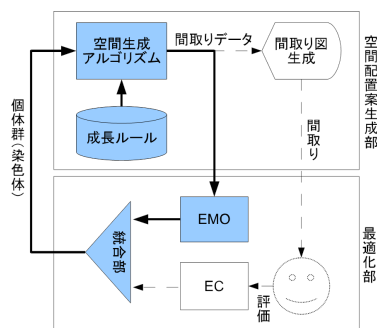 空間生成
アルゴリズム
間取りデータ
間取り図
生成
空間配置案生成部
成長ルール
個体群(染色体)
間取り
EMO
統合部
EC
評価
最適化部